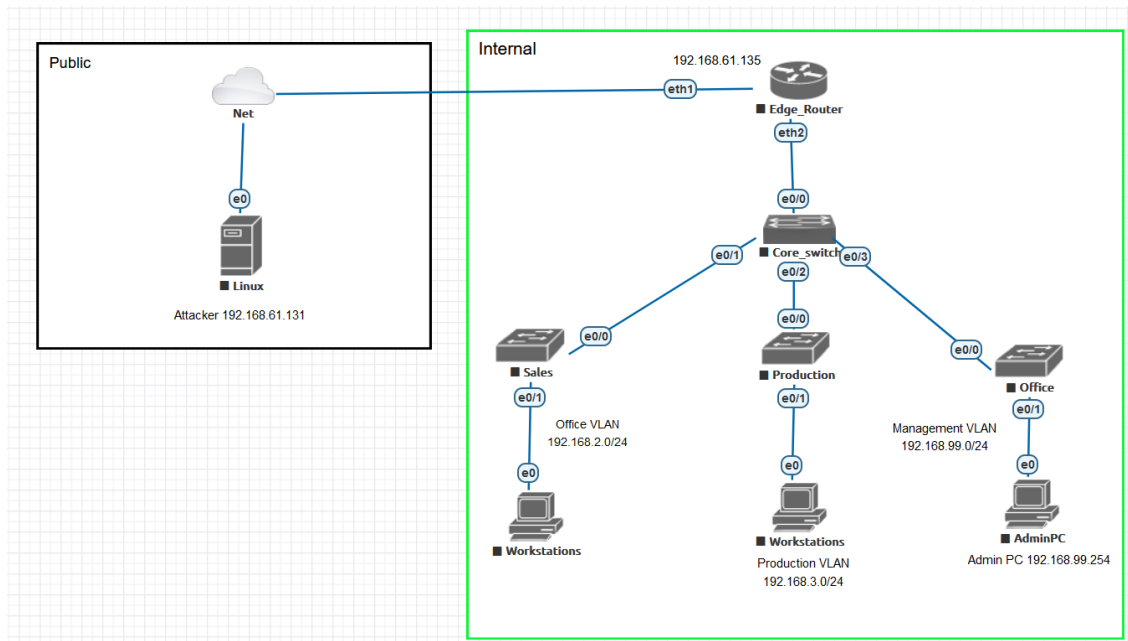 Public
Net
e0
Linux
Attacker 192.168.61.131
Internal
192.168.61.135
eth1
Edge_Router
eth2
e0/0
Core_switch
e0/1
e0/2
e0/3
e0/0
Sales
e0/1
Office VLAN
192.168.2.0/24
e0
Workstations
e0/0
Production
e0/1
e0
Workstations
Production VLAN
192.168.3.0/24
e0/0
Office
e0/1
Management VLAN
192.168.99.0/24
e0
AdminPC
Admin PC 192.168.99.254